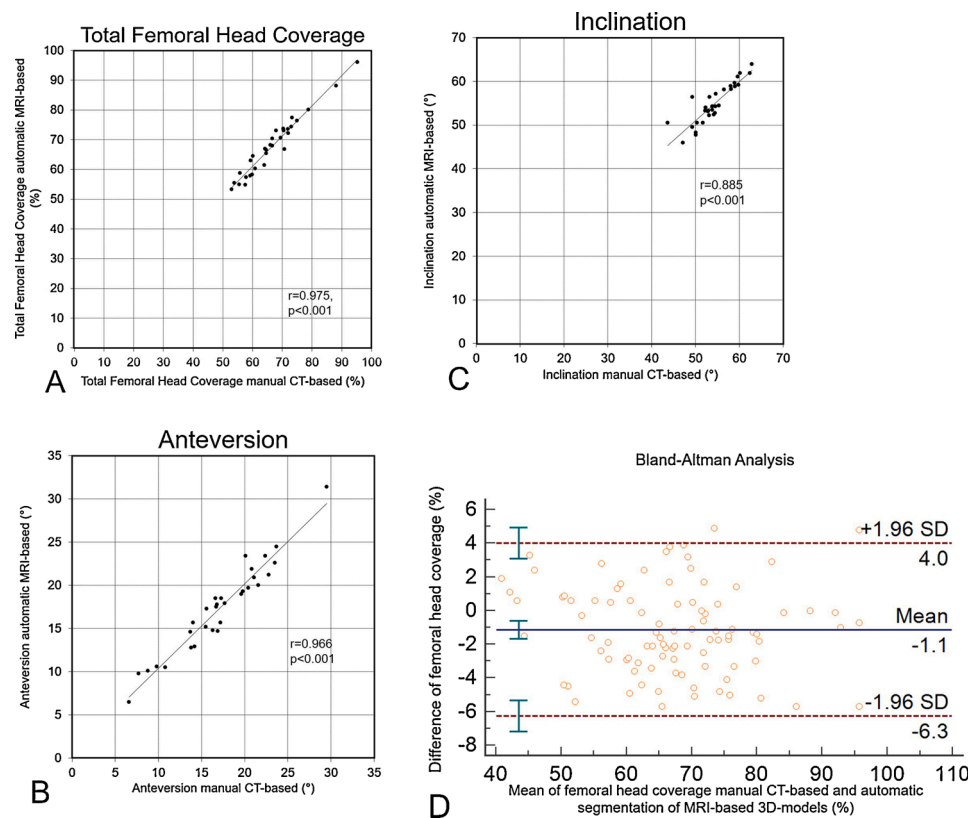 Total Femoral Head Coverage
Total Femoral Head Coverage automatic MRI-based
(%)
100
90
80
70
60
50
40
30
20
10
0
0 10 20 30 40 50 60 70 80 90 100
r=0.975,
p<0.001
A
Total Femoral Head Coverage manual CT-based (%)
C
Inclination
Inclination automatic MRI-based (°)
70
60
50
40
30
20
10
0
0 10 20 30 40 50 60 70
r=0.885
p<0.001
Inclination manual CT-based (°)
Anteversion
Anteversion automatic MRI-based (°)
35
30
25
20
15
10
5
0
0 5 10 15 20 25 30 35
r=0.966
p<0.001
B
Anteversion manual CT-based (°)
Bland-Altman Analysis
Difference of femoral head coverage (%)
6
4
2
0
-2
-4
-6
-8
+1.96 SD
4.0
Mean
-1.1
-1.96 SD
-6.3
40 50 60 70 80 90 100 110
D
Mean of femoral head coverage manual CT-based and automatic
segmentation of MRI-based 3D-models (%)